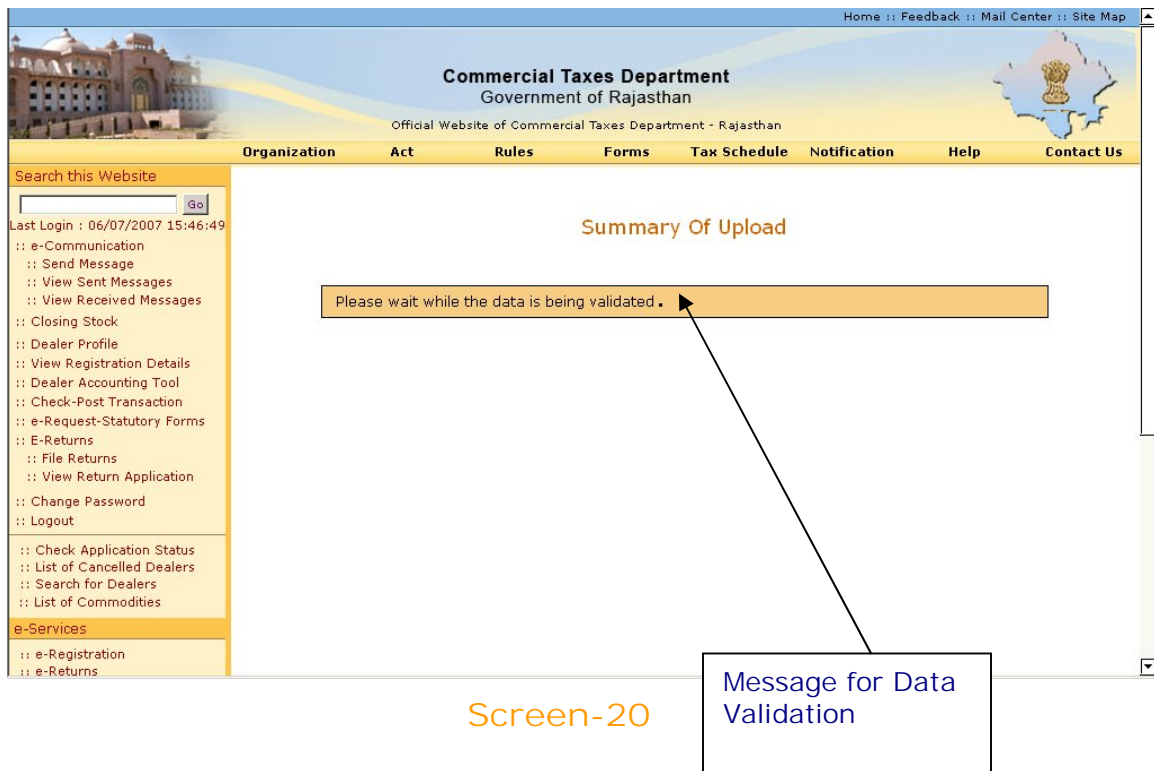 Home :: Feedback :: Mail Center :: Site Map
Commercial Taxes Department
Government of Rajasthan
Official Website of Commercial Taxes Department - Rajasthan
Organization Act Rules Forms Tax Schedule Notification Help Contact Us
Search this Website
Go
Last Login : 06/07/2007 15:46:49
:: e-Communication
:: Send Message
:: View Sent Messages
:: View Received Messages
:: Closing Stock
:: Dealer Profile
:: View Registration Details
:: Dealer Accounting Tool
:: Check-Post Transaction
:: e-Request-Statutory Forms
:: E-Returns
:: File Returns
:: View Return Application
:: Change Password
:: Logout
:: Check Application Status
:: List of Cancelled Dealers
:: Search for Dealers
:: List of Commodities
e-Services
:: e-Registration
:: e-Returns
Summary Of Upload
Please wait while the data is being validated .
Message for Data
Validation
Screen-20